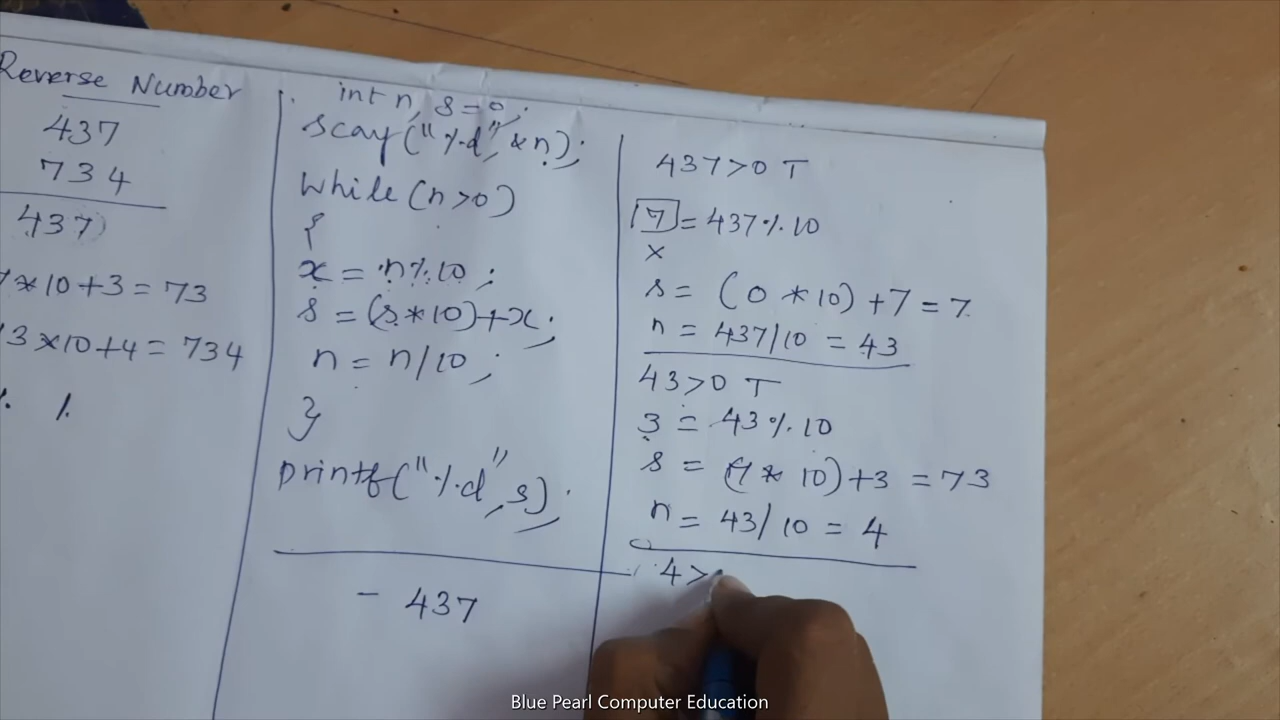 Reverse Number
437
734
437)
7*10+3=73
73×10+4=734
%
int n, s=0;
scanf("%d", &n);
while(n>0)
{
x = n%10;
s = (s*10)+x;
n = n/10;
}
printf("%d", s);
- 437
437>0 T
7 = 437%10
x
s = (0*10)+7=7
n = 437/10 = 43
43>0 T
3 = 43%10
s = (7*10)+3=73
n = 43/10 = 4
4>
Blue Pearl Computer Education